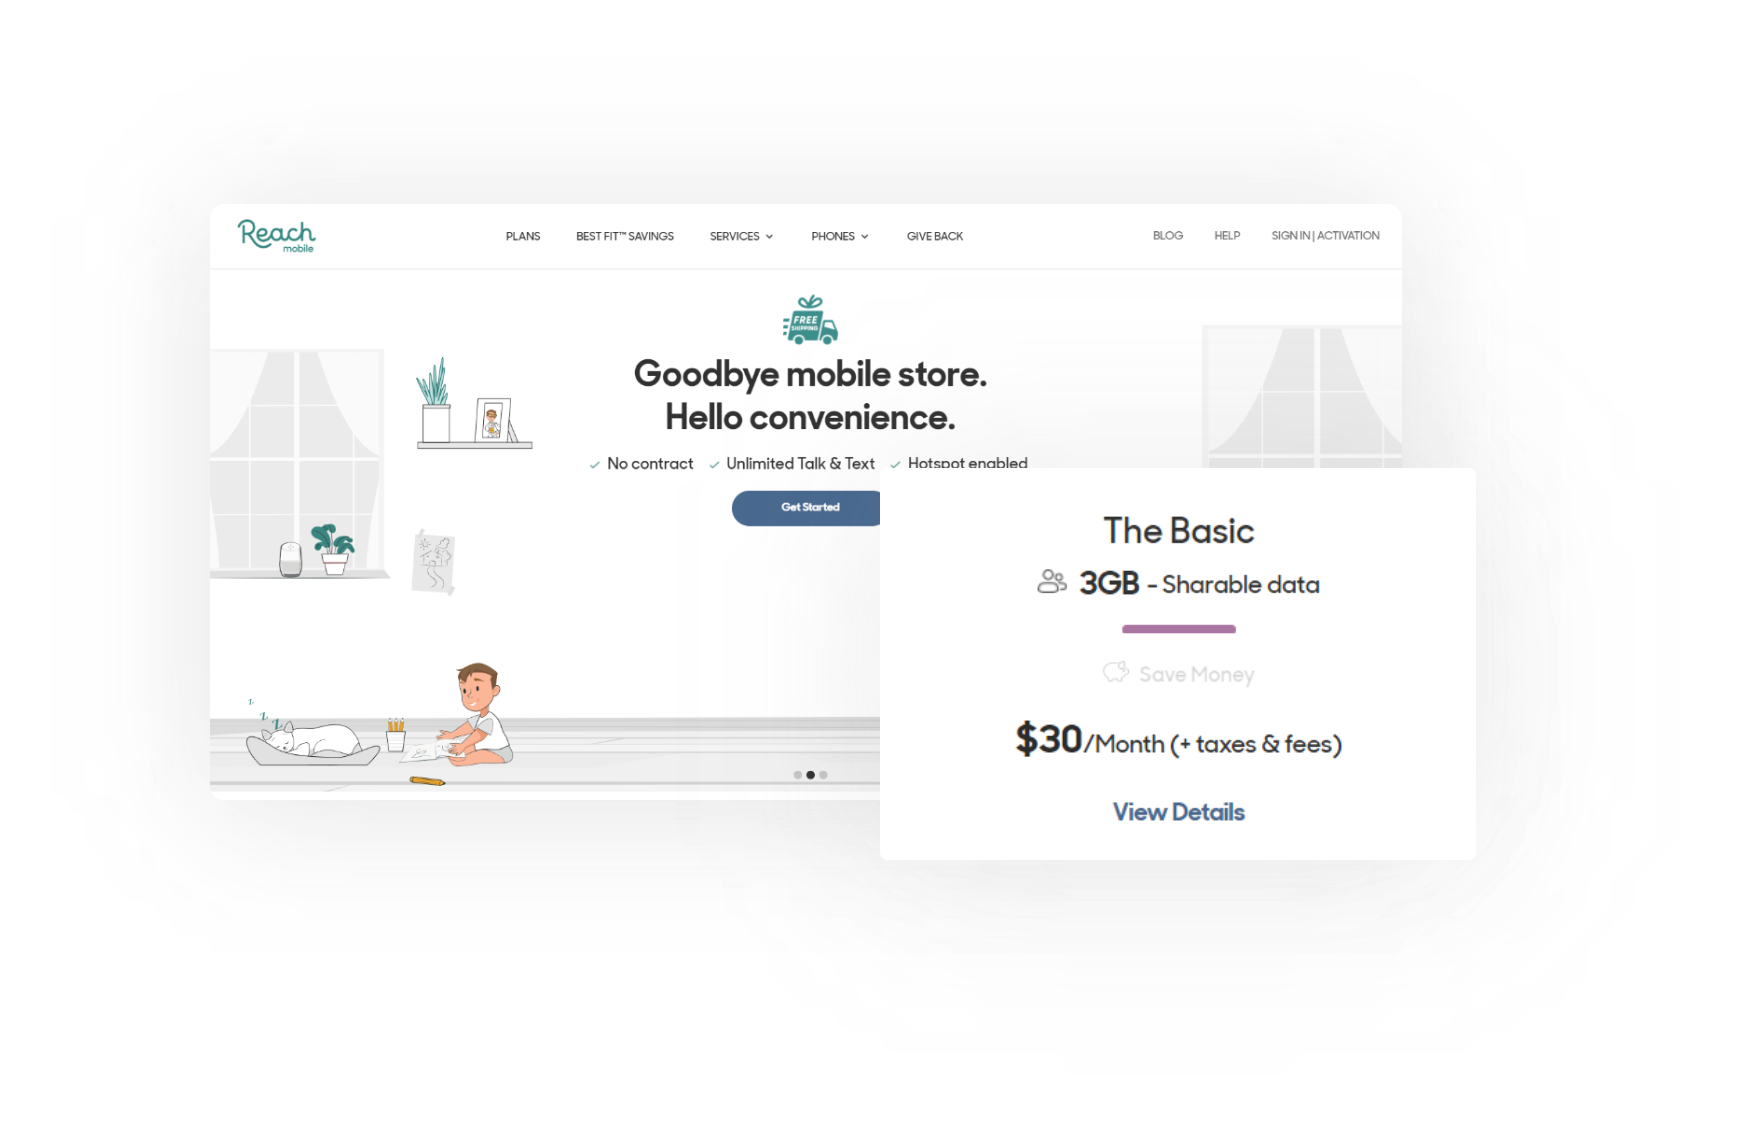 Reach
mobile
PLANS BEST FIT™ SAVINGS SERVICES PHONES GIVE BACK BLOG HELP SIGN IN | ACTIVATION
FREE
SHIPPING
Goodbye mobile store.
Hello convenience.
No contract Unlimited Talk & Text Hotspot enabled
Get Started
The Basic
3GB - Sharable data
Save Money
$30/Month (+ taxes & fees)
View Details
z
z
z